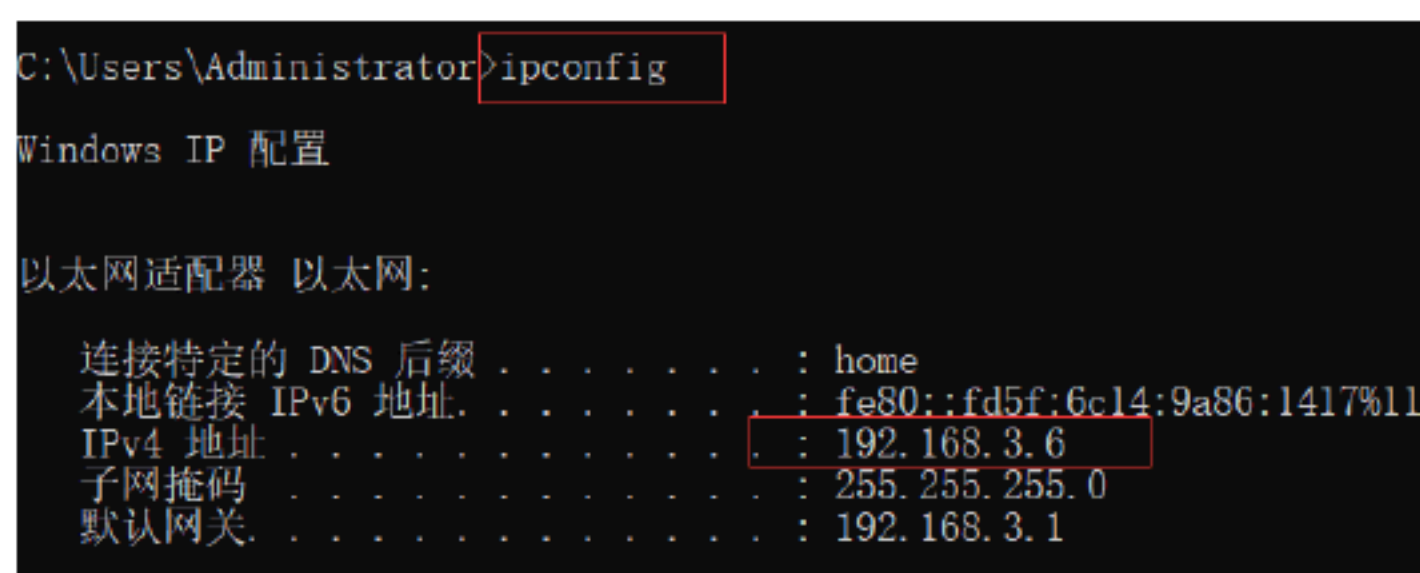 C:\Users\Administrator>ipconfig
Windows IP 配置
以太网适配器 以太网:
连接特定的 DNS 后缀 . . . . . . . : home
本地链接 IPv6 地址. . . . . . . . : fe80::fd5f:6c14:9a86:1417%11
IPv4 地址 . . . . . . . . . . . . : 192.168.3.6
子网掩码 . . . . . . . . . . . . : 255.255.255.0
默认网关. . . . . . . . . . . . . : 192.168.3.1